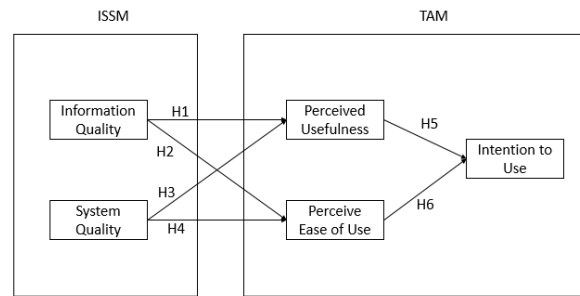 ISSM
TAM
Information
Quality
H1
Perceived
Usefulness
H2
H5
Intention to
Use
H3
System
Quality
H4
Perceive
Ease of Use
H6